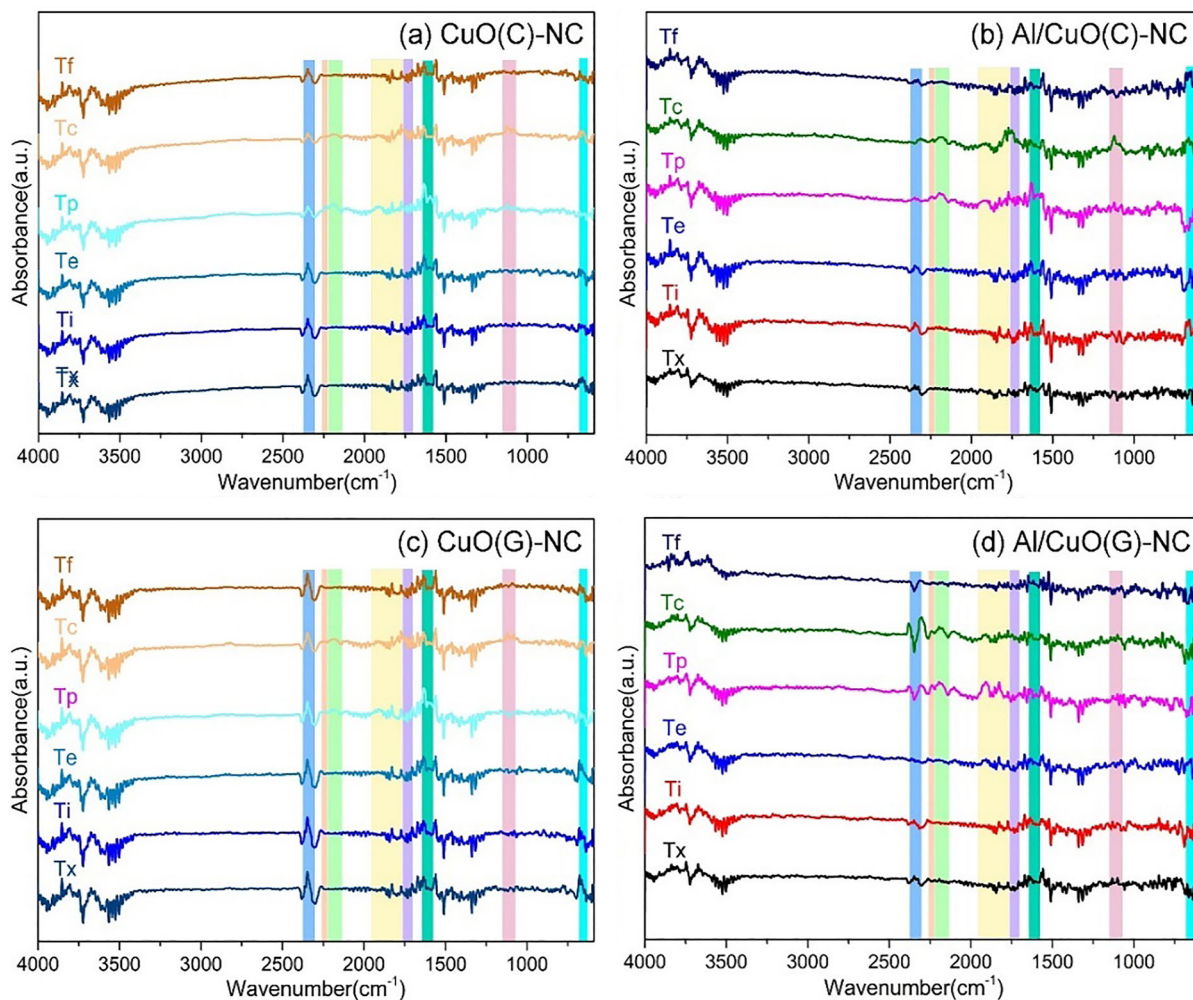 (a) CuO(C)-NC
Tf
Tc
Tp
Te
Ti
Tx
Absorbance(a.u.)
4000 3500 3000 2500 2000 1500 1000
Wavenumber(cm⁻¹)
(b) Al/CuO(C)-NC
Tf
Tc
Tp
Te
Ti
Tx
Absorbance(a.u.)
4000 3500 3000 2500 2000 1500 1000
Wavenumber(cm⁻¹)
(c) CuO(G)-NC
Tf
Tc
Tp
Te
Ti
Tx
Absorbance(a.u.)
4000 3500 3000 2500 2000 1500 1000
Wavenumber(cm⁻¹)
(d) Al/CuO(G)-NC
Tf
Tc
Tp
Te
Ti
Tx
Absorbance(a.u.)
4000 3500 3000 2500 2000 1500 1000
Wavenumber(cm⁻¹)